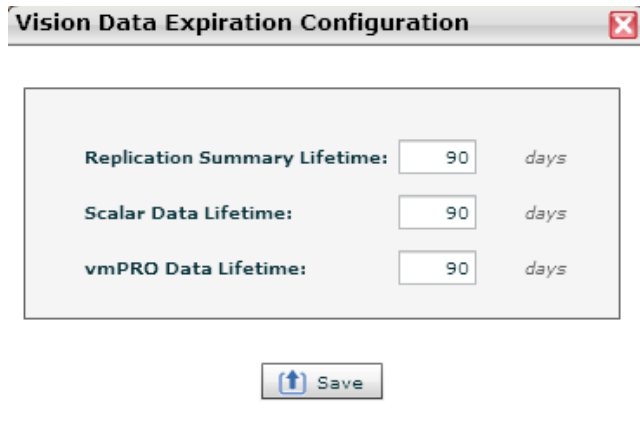 Vision Data Expiration Configuration
Replication Summary Lifetime: 90 days
Scalar Data Lifetime: 90 days
vmPRO Data Lifetime: 90 days
Save